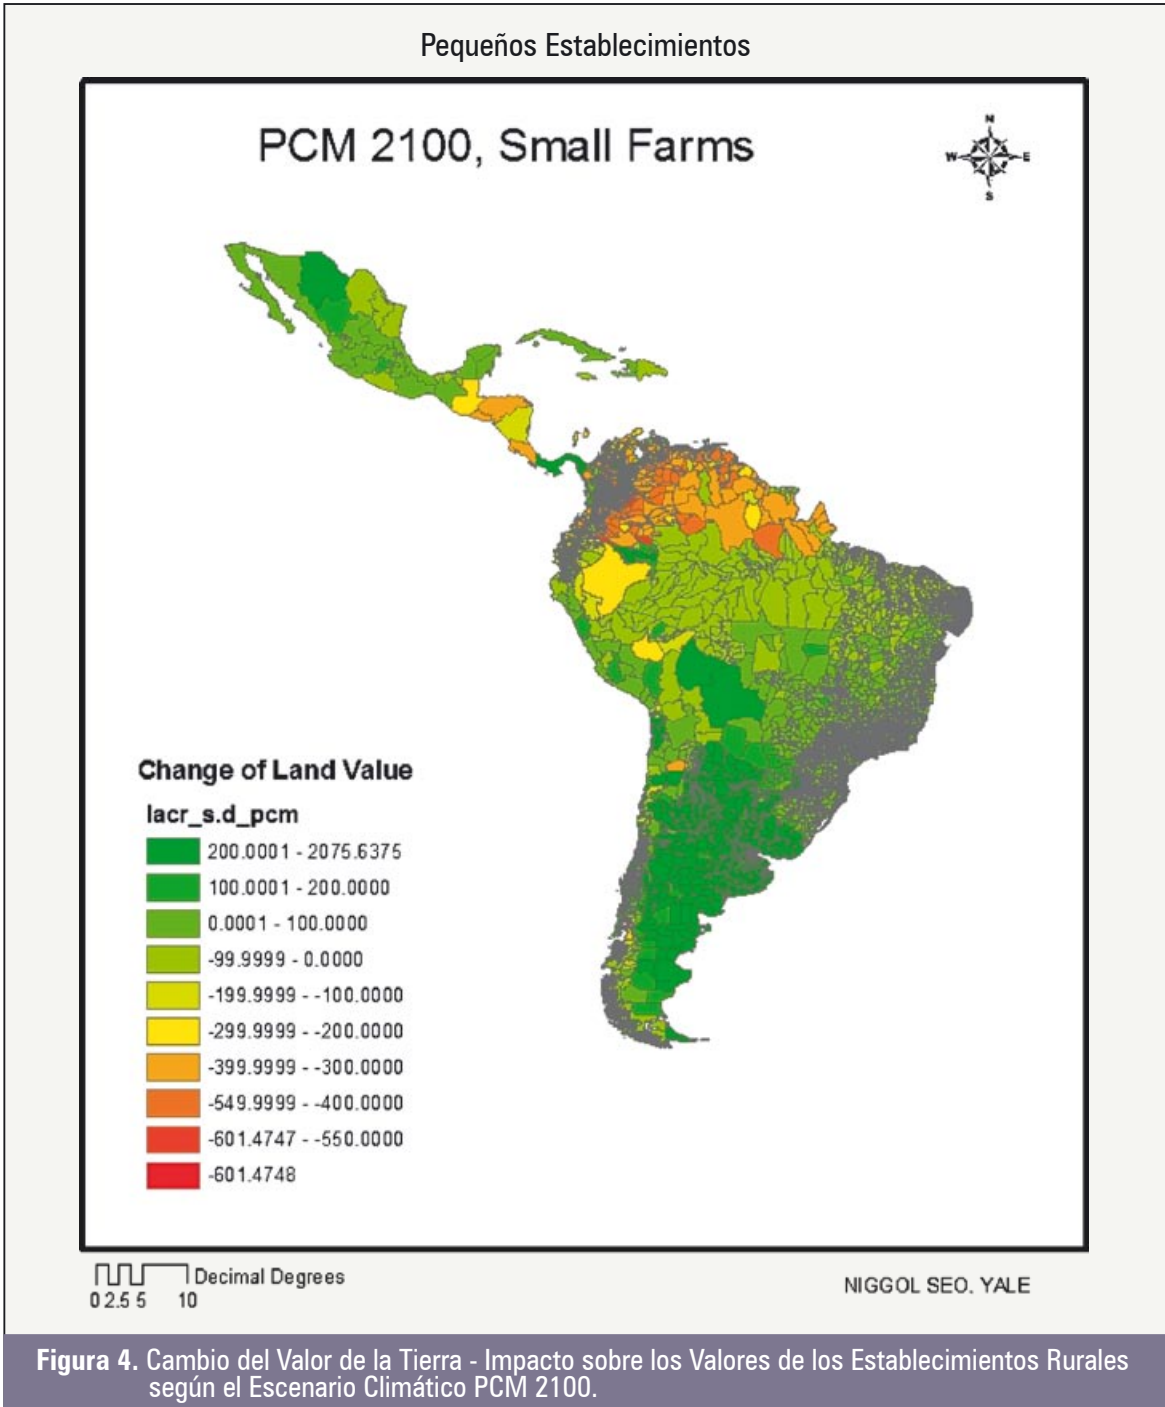 Pequeños Establecimientos
PCM 2100, Small Farms
N
W E
S
Change of Land Value
lacr_s.d_pcm
200.0001 - 2075.6375
100.0001 - 200.0000
0.0001 - 100.0000
-99.9999 - 0.0000
-199.9999 - -100.0000
-299.9999 - -200.0000
-399.9999 - -300.0000
-549.9999 - -400.0000
-601.4747 - -550.0000
-601.4748
Decimal Degrees
0 2.5 5 10
NIGGOL SEO. YALE
Figura 4. Cambio del Valor de la Tierra - Impacto sobre los Valores de los Establecimientos Rurales
según el Escenario Climático PCM 2100.